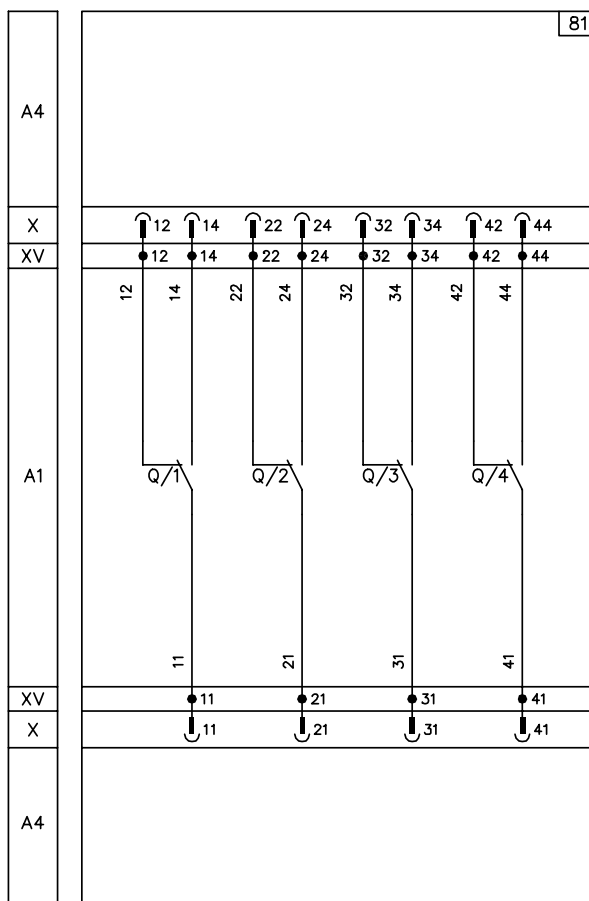 81
A4
X 12 14 22 24 32 34 42 44
XV 12 14 22 24 32 34 42 44
12 14 22 24 32 34 42 44
A1 Q/1 Q/2 Q/3 Q/4
11 21 31 41
XV 11 21 31 41
X 11 21 31 41
A4